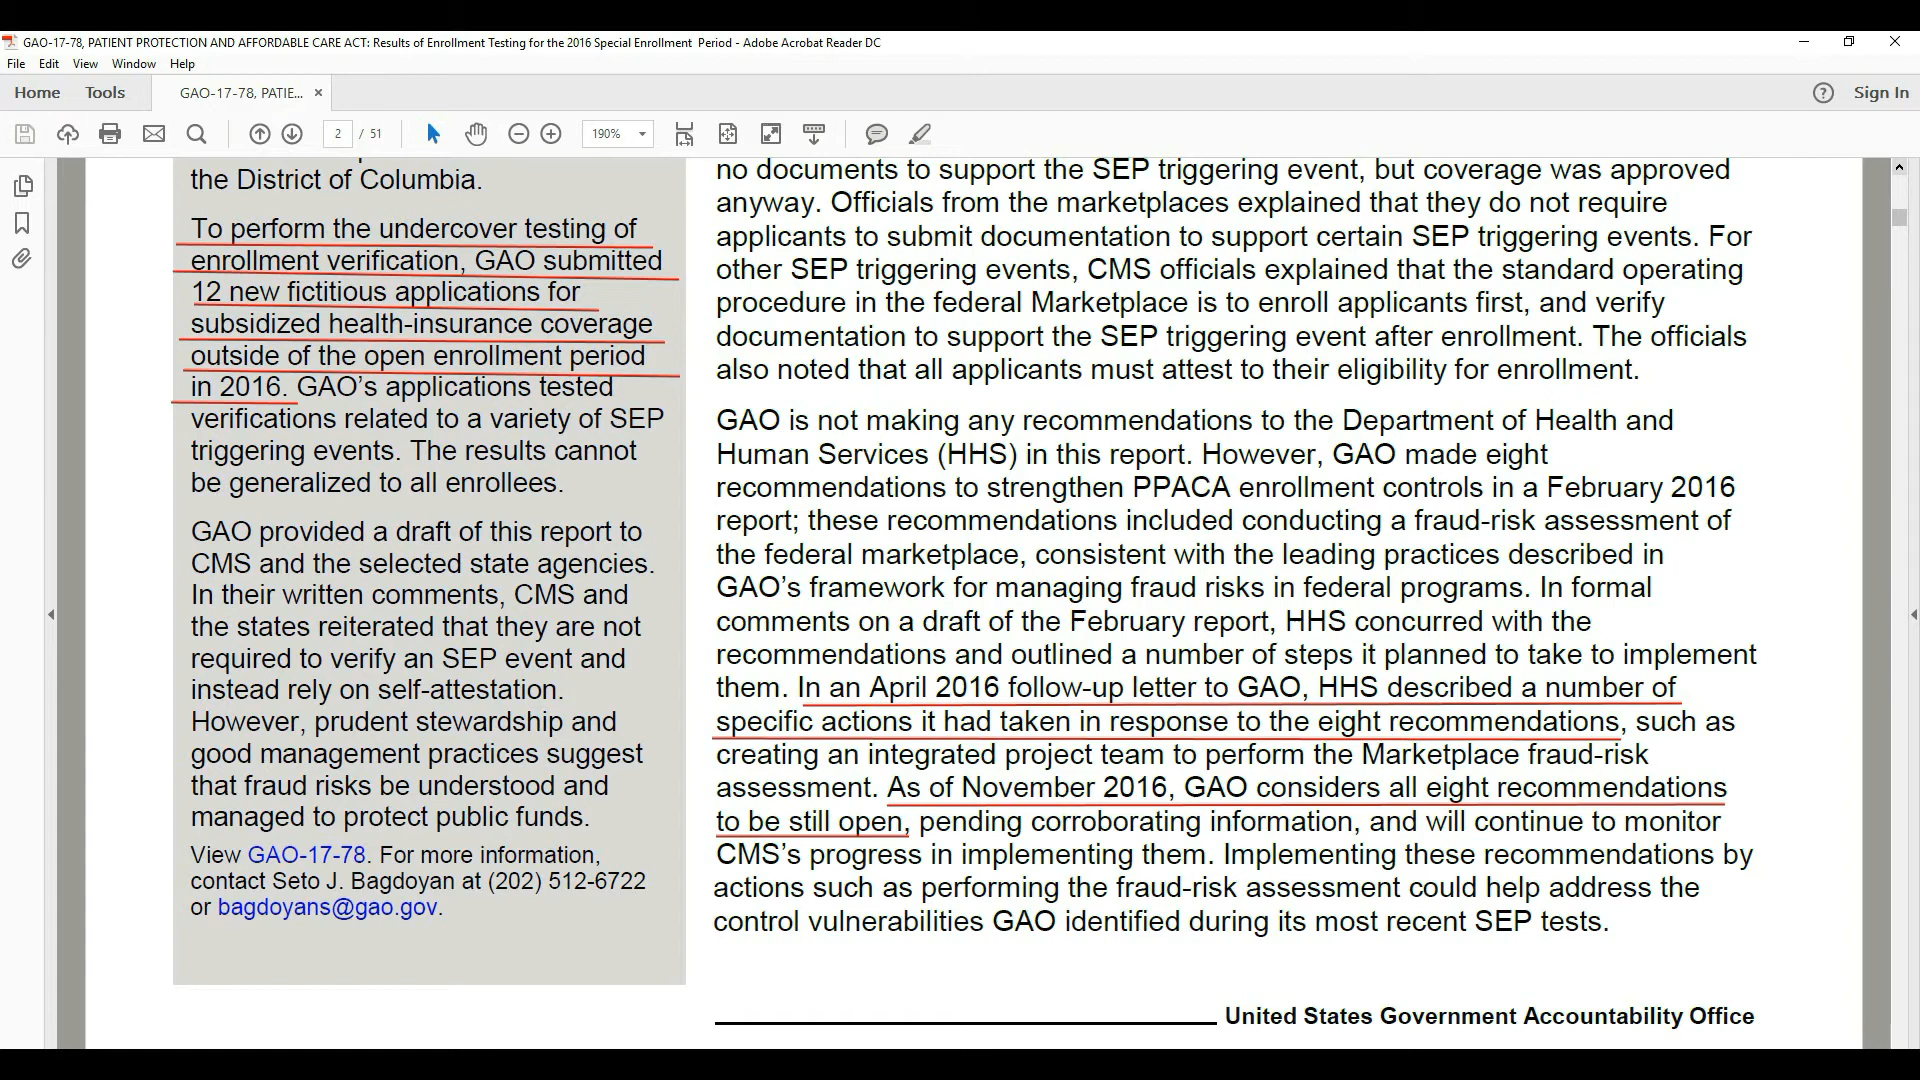 GAO-17-78, PATIENT PROTECTION AND AFFORDABLE CARE ACT: Results of Enrollment Testing for the 2016 Special Enrollment Period - Adobe Acrobat Reader DC
File Edit View Window Help
Home Tools GAO-17-78, PATIE... × Sign In
2 / 51 190%
the District of Columbia.
To perform the undercover testing of
enrollment verification, GAO submitted
12 new fictitious applications for
subsidized health-insurance coverage
outside of the open enrollment period
in 2016. GAO's applications tested
verifications related to a variety of SEP
triggering events. The results cannot
be generalized to all enrollees.
GAO provided a draft of this report to
CMS and the selected state agencies.
In their written comments, CMS and
the states reiterated that they are not
required to verify an SEP event and
instead rely on self-attestation.
However, prudent stewardship and
good management practices suggest
that fraud risks be understood and
managed to protect public funds.
View GAO-17-78. For more information,
contact Seto J. Bagdoyan at (202) 512-6722
or bagdoyans@gao.gov.
no documents to support the SEP triggering event, but coverage was approved
anyway. Officials from the marketplaces explained that they do not require
applicants to submit documentation to support certain SEP triggering events. For
other SEP triggering events, CMS officials explained that the standard operating
procedure in the federal Marketplace is to enroll applicants first, and verify
documentation to support the SEP triggering event after enrollment. The officials
also noted that all applicants must attest to their eligibility for enrollment.
GAO is not making any recommendations to the Department of Health and
Human Services (HHS) in this report. However, GAO made eight
recommendations to strengthen PPACA enrollment controls in a February 2016
report; these recommendations included conducting a fraud-risk assessment of
the federal marketplace, consistent with the leading practices described in
GAO's framework for managing fraud risks in federal programs. In formal
comments on a draft of the February report, HHS concurred with the
recommendations and outlined a number of steps it planned to take to implement
them. In an April 2016 follow-up letter to GAO, HHS described a number of
specific actions it had taken in response to the eight recommendations, such as
creating an integrated project team to perform the Marketplace fraud-risk
assessment. As of November 2016, GAO considers all eight recommendations
to be still open, pending corroborating information, and will continue to monitor
CMS's progress in implementing them. Implementing these recommendations by
actions such as performing the fraud-risk assessment could help address the
control vulnerabilities GAO identified during its most recent SEP tests.
United States Government Accountability Office